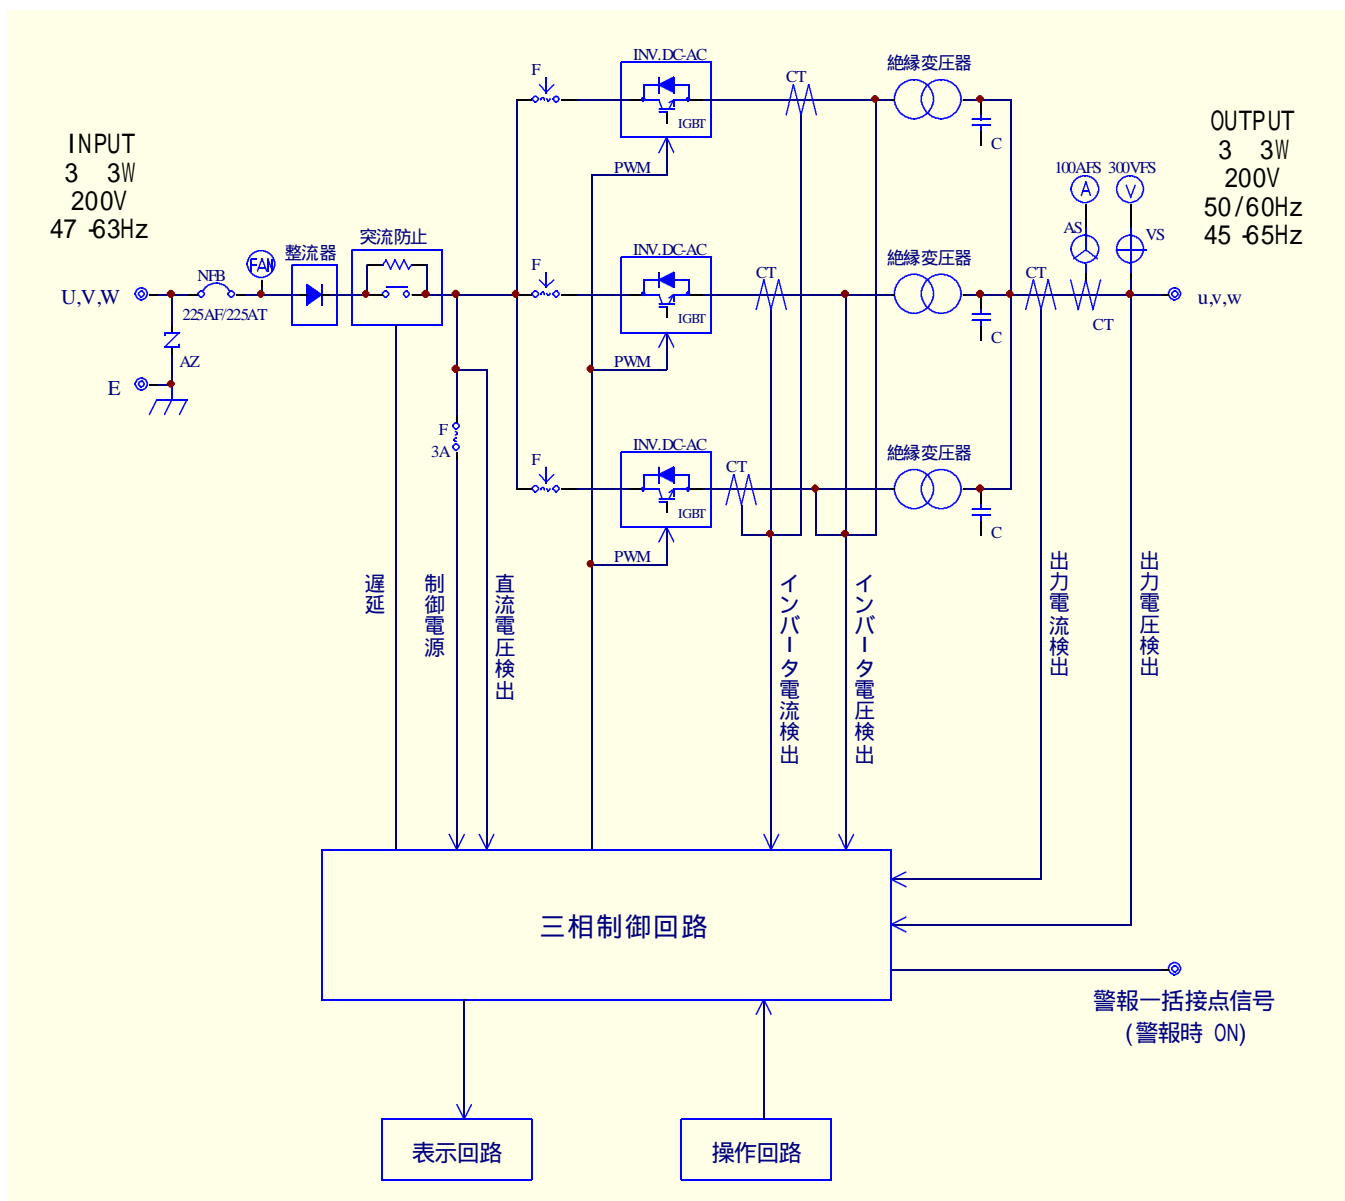 INPUT
3 3W
200V
47-63Hz
U,V,W
E
NFB
225AF/225AT
AZ
FAN
整流器
突流防止
F
3A
F
INV.DC-AC
IGBT
PWM
CT
絶縁変圧器
C
F
INV.DC-AC
IGBT
PWM
CT
絶縁変圧器
C
F
INV.DC-AC
IGBT
PWM
CT
絶縁変圧器
C
OUTPUT
3 3W
200V
50/60Hz
45-65Hz
100AFS
300VFS
A
V
AS
VS
CT
CT
u,v,w
遅延
制御電源
直流電圧検出
インバータ電流検出
インバータ電圧検出
出力電流検出
出力電圧検出
三相制御回路
警報一括接点信号
(警報時 ON)
表示回路
操作回路